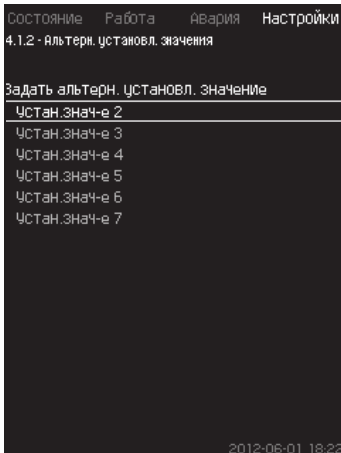 Состояние Работа Авария Настройки
4.1.2 - Альтерн. установл. значения
Задать альтерн. установл. значение
Устан.знач-е 2
Устан.знач-е 3
Устан.знач-е 4
Устан.знач-е 5
Устан.знач-е 6
Устан.знач-е 7
2012-06-01 18:22